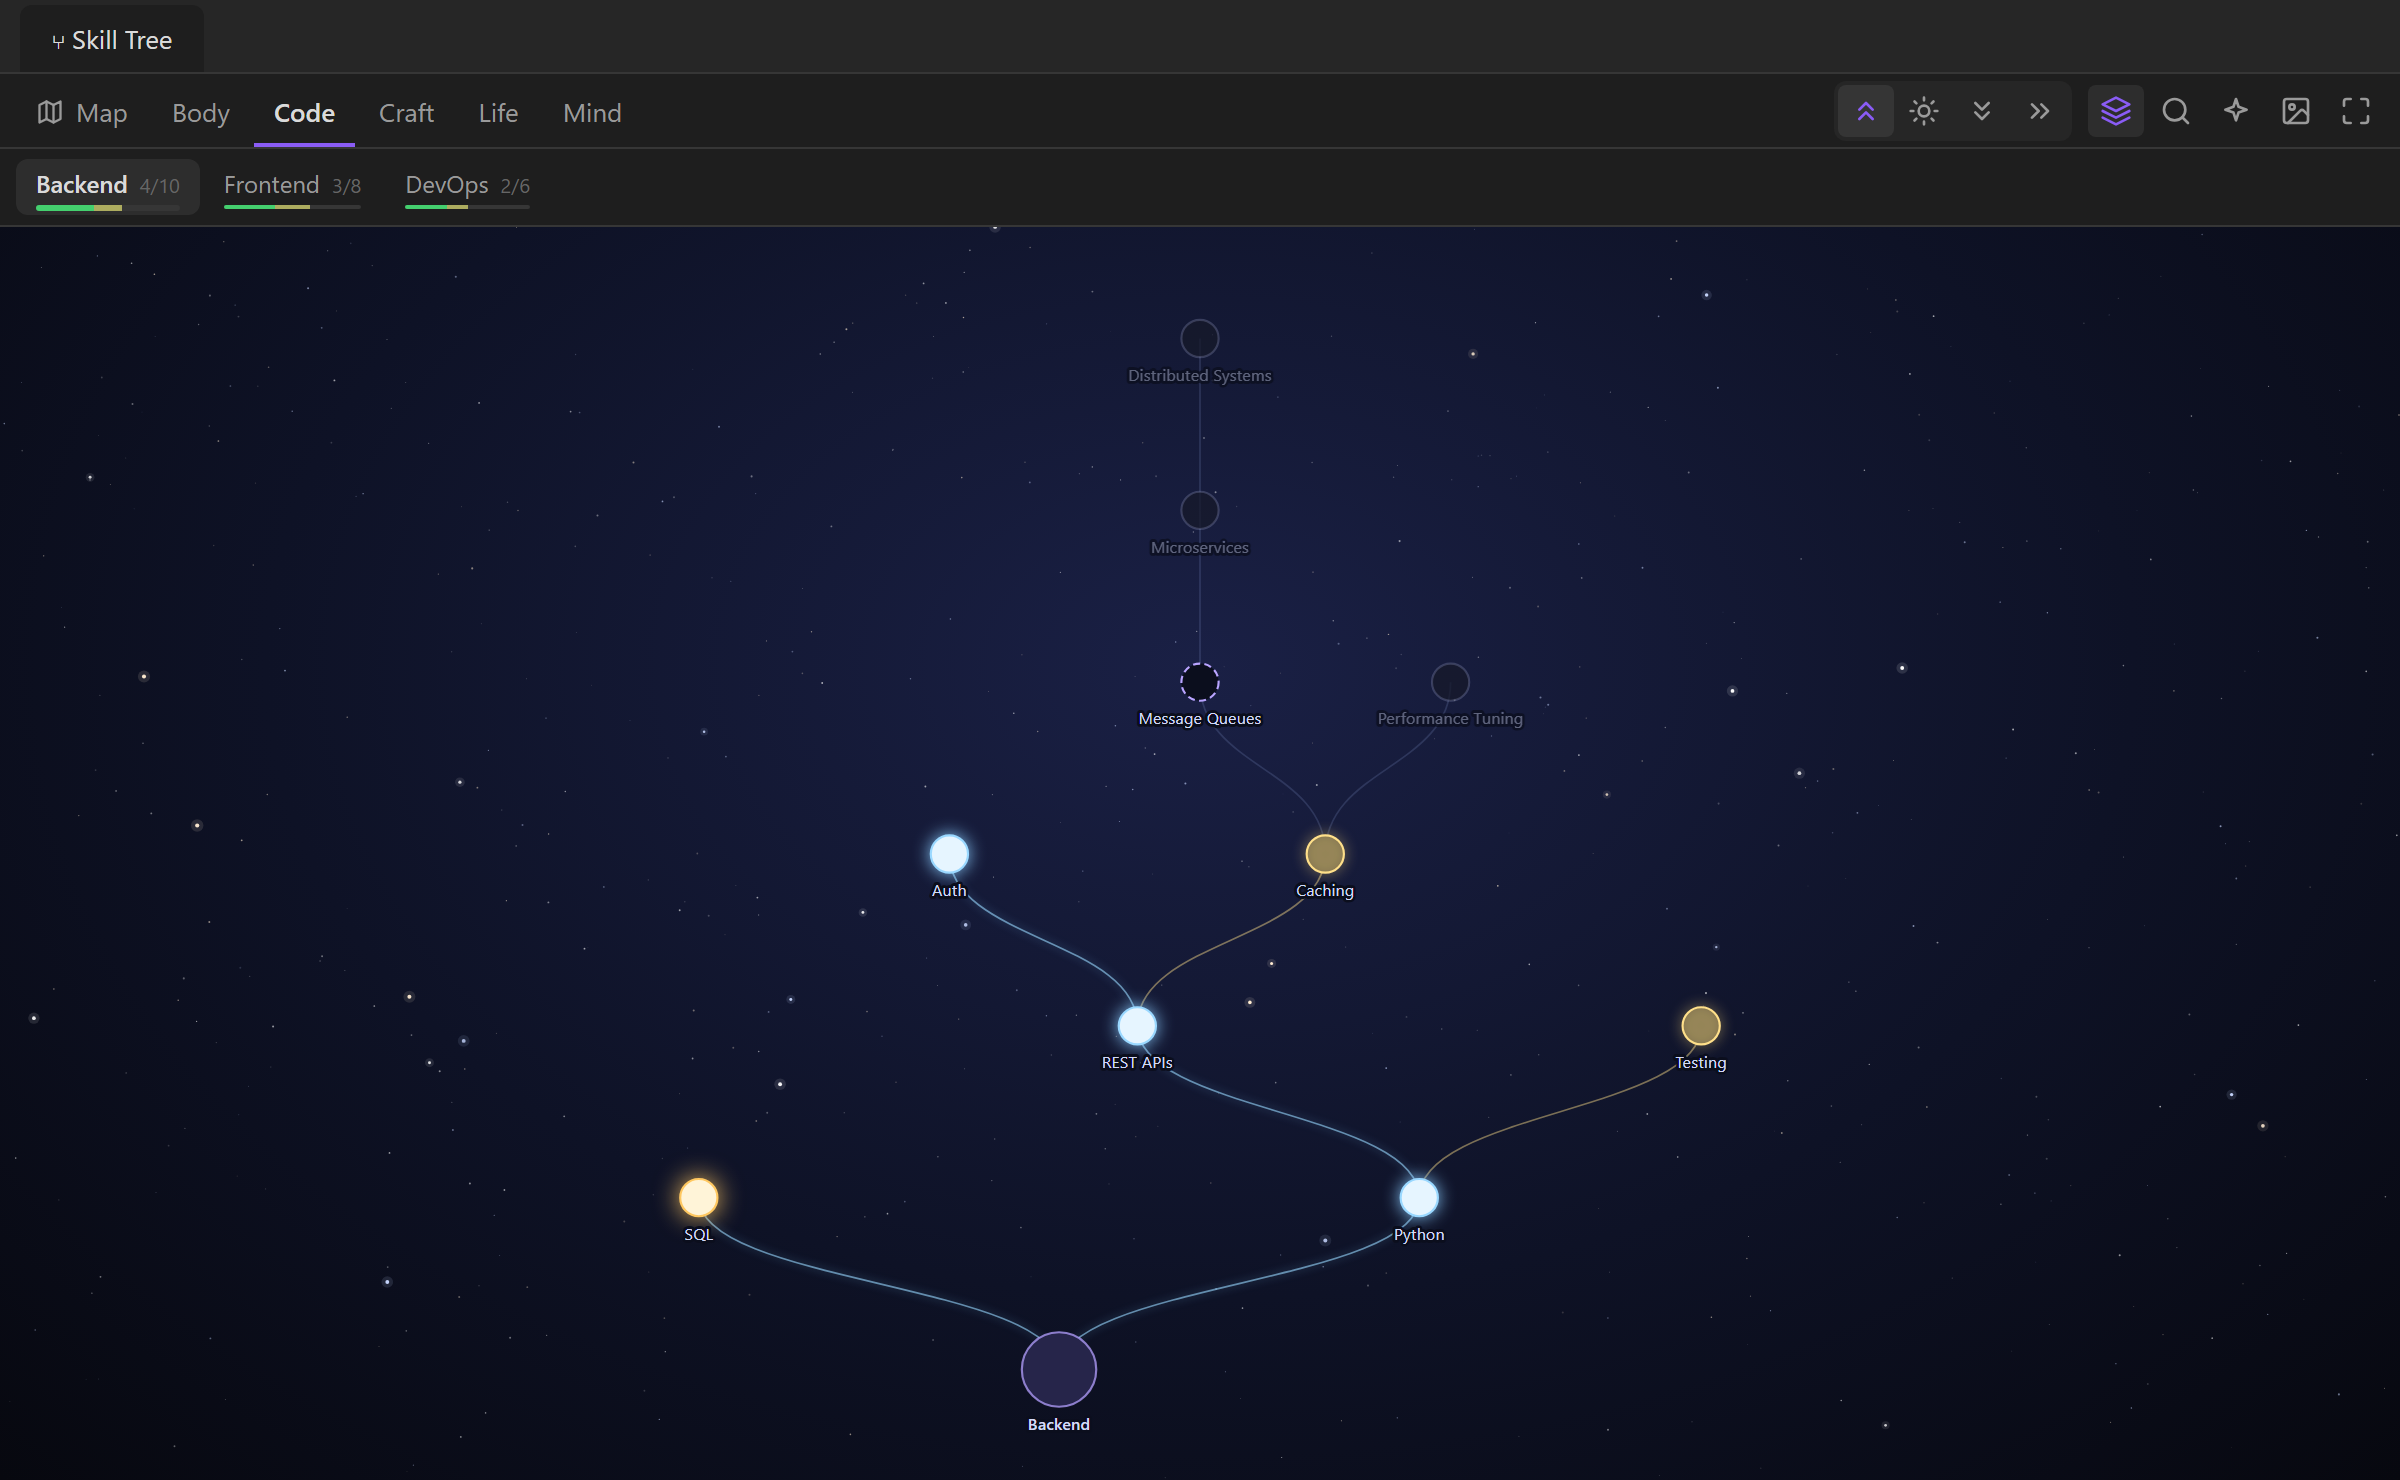 Skill Tree
Map Body Code Craft Life Mind
Backend 4/10 Frontend 3/8 DevOps 2/6
Distributed Systems
Microservices
Message Queues Performance Tuning
Auth Caching
REST APIs Testing
SQL Python
Backend